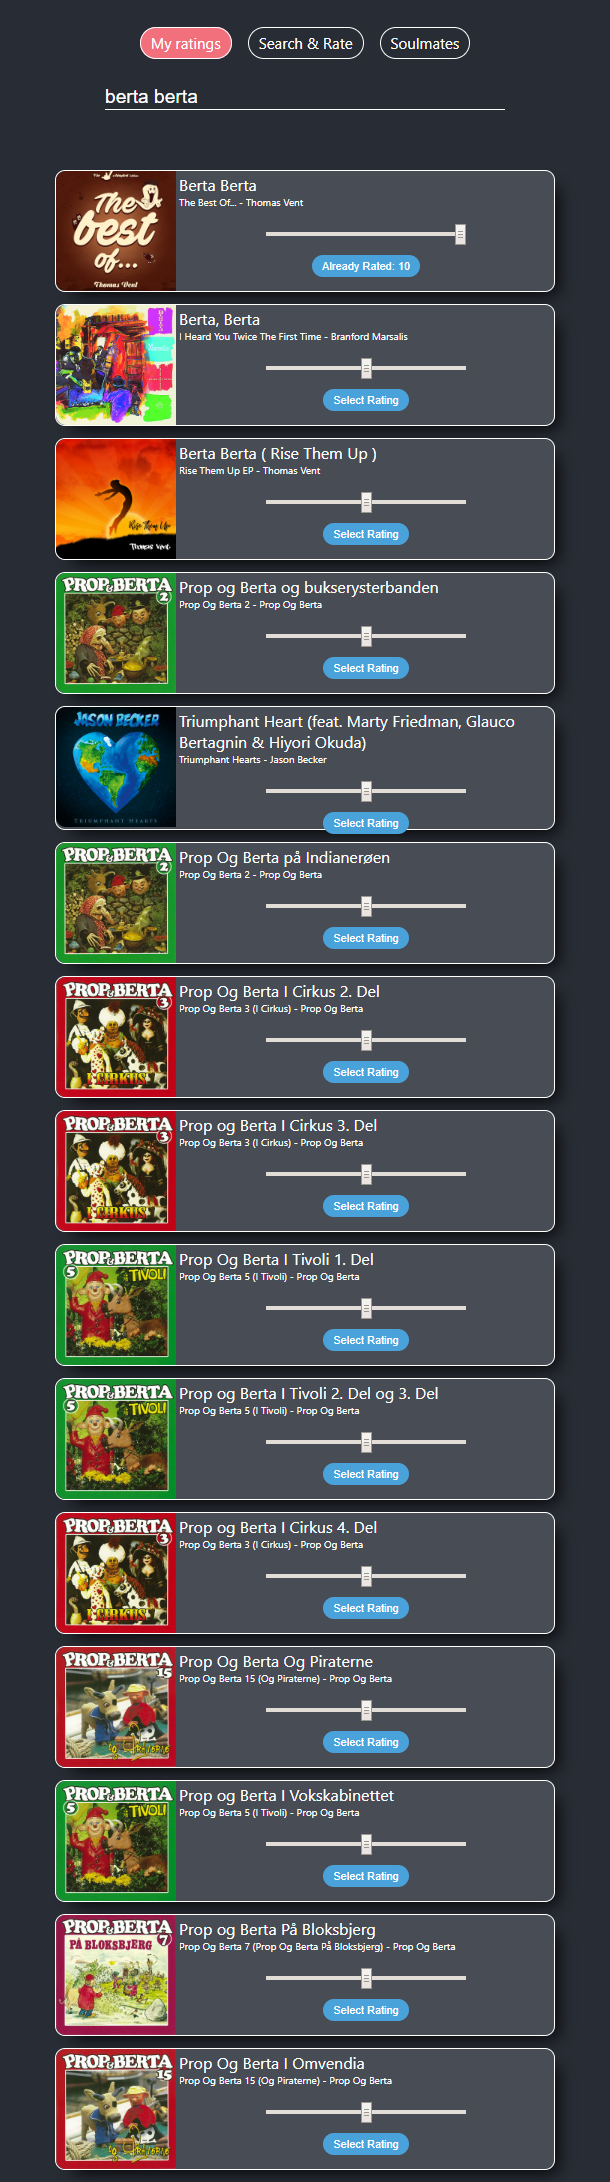 My ratings
Search & Rate
Soulmates
berta berta
The
best
of...
Thomas Vent
Berta Berta
The Best Of... - Thomas Vent
Already Rated: 10
Berta, Berta
I Heard You Twice The First Time - Branford Marsalis
Select Rating
Rise Them Up
Thomas Vent
Berta Berta ( Rise Them Up )
Rise Them Up EP - Thomas Vent
Select Rating
PROP & BERTA
2
Prop og Berta og bukserysterbanden
Prop Og Berta 2 - Prop Og Berta
Select Rating
JASON BECKER
TRIUMPHANT HEARTS
Triumphant Heart (feat. Marty Friedman, Glauco
Bertagnin & Hiyori Okuda)
Triumphant Hearts - Jason Becker
Select Rating
PROP & BERTA
2
Prop Og Berta på Indianerøen
Prop Og Berta 2 - Prop Og Berta
Select Rating
PROP & BERTA
3
I CIRKUS
Prop Og Berta I Cirkus 2. Del
Prop Og Berta 3 (I Cirkus) - Prop Og Berta
Select Rating
PROP & BERTA
3
I CIRKUS
Prop og Berta I Cirkus 3. Del
Prop Og Berta 3 (I Cirkus) - Prop Og Berta
Select Rating
PROP & BERTA
5
I TIVOLI
Prop Og Berta I Tivoli 1. Del
Prop Og Berta 5 (I Tivoli) - Prop Og Berta
Select Rating
PROP & BERTA
5
I TIVOLI
Prop og Berta I Tivoli 2. Del og 3. Del
Prop Og Berta 5 (I Tivoli) - Prop Og Berta
Select Rating
PROP & BERTA
3
I CIRKUS
Prop og Berta I Cirkus 4. Del
Prop Og Berta 3 (I Cirkus) - Prop Og Berta
Select Rating
PROP & BERTA
15
Prop Og Berta Og Piraterne
Prop Og Berta 15 (Og Piraterne) - Prop Og Berta
Select Rating
PROP & BERTA
5
I TIVOLI
Prop og Berta I Vokskabinettet
Prop Og Berta 5 (I Tivoli) - Prop Og Berta
Select Rating
PROP & BERTA
7
PÅ BLOKSBJERG
Prop og Berta På Bloksbjerg
Prop Og Berta 7 (Prop Og Berta På Bloksbjerg) - Prop Og Berta
Select Rating
PROP & BERTA
15
Prop Og Berta I Omvendia
Prop Og Berta 15 (Og Piraterne) - Prop Og Berta
Select Rating